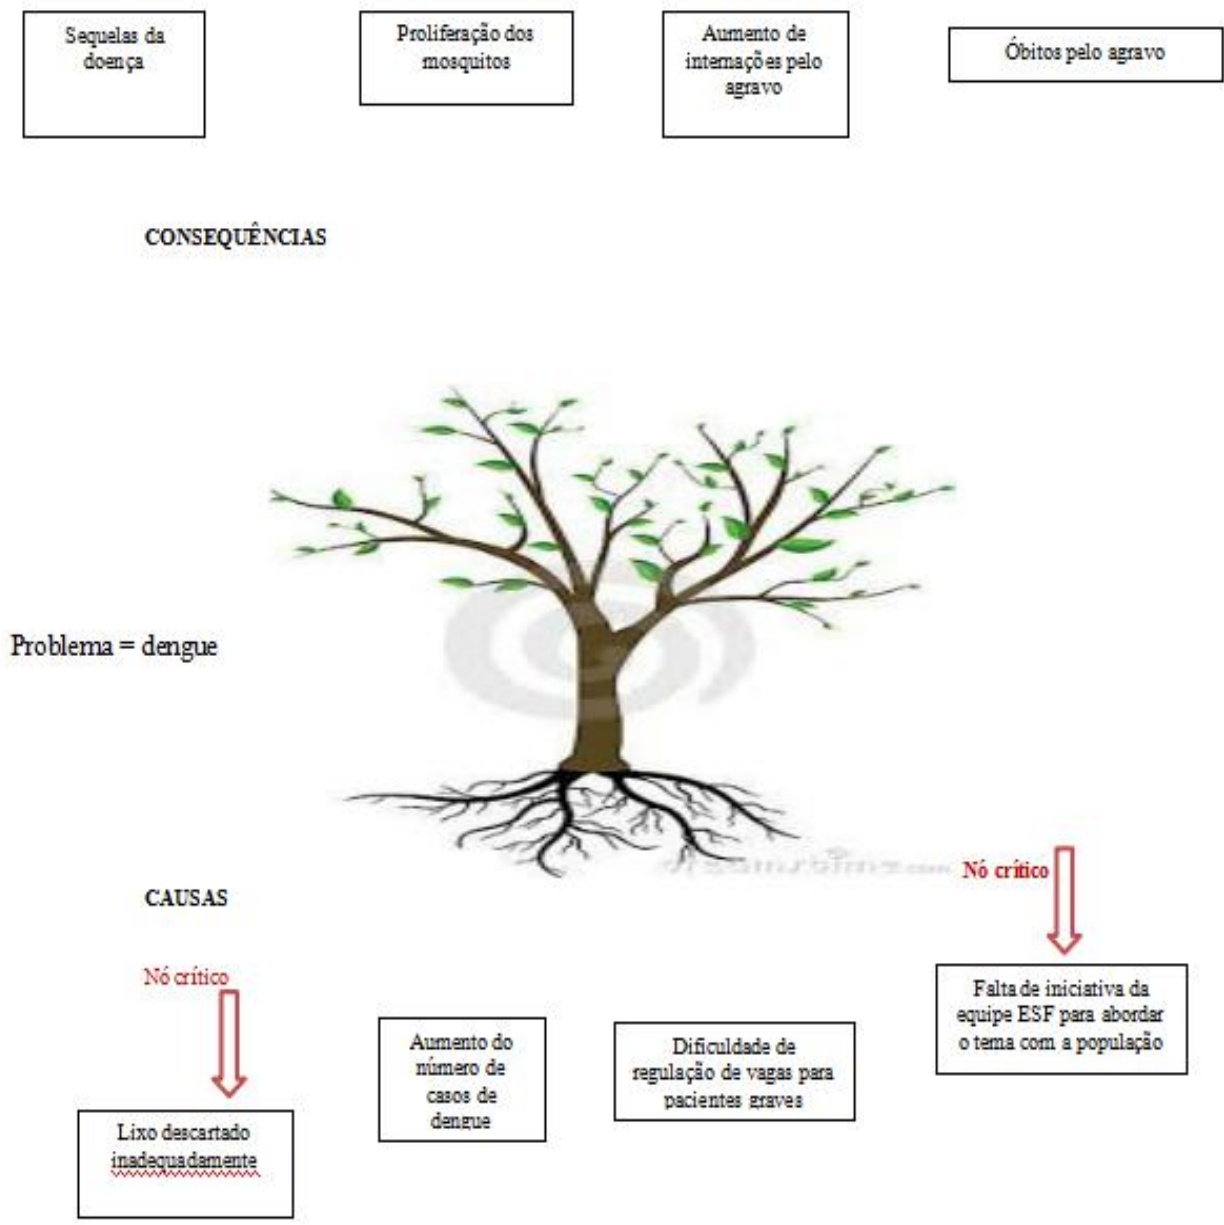 Sequelas da
doença
Proliferação dos
mosquitos
Aumento de
internações pelo
agravo
Óbitos pelo agravo
CONSEQUÊNCIAS
Problema = dengue
CAUSAS
Nó crítico
Nó crítico
Lixo descartado
inadequadamente
Aumento do
número de
casos de
dengue
Dificuldade de
regulação de vagas para
pacientes graves
Falta de iniciativa da
equipe ESF para abordar
o tema com a população